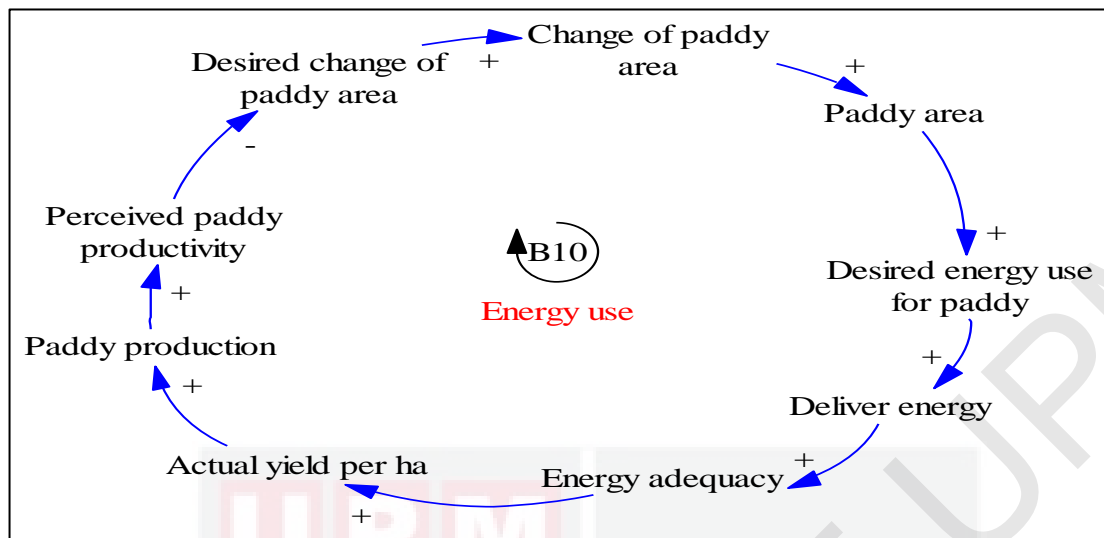 Change of paddy
area
+
Desired change of
paddy area
+
Paddy area
-
Perceived paddy
productivity
B10
Energy use
+
Desired energy use
for paddy
+
Paddy production
+
Deliver energy
+
Actual yield per ha
+
Energy adequacy
+
UPM